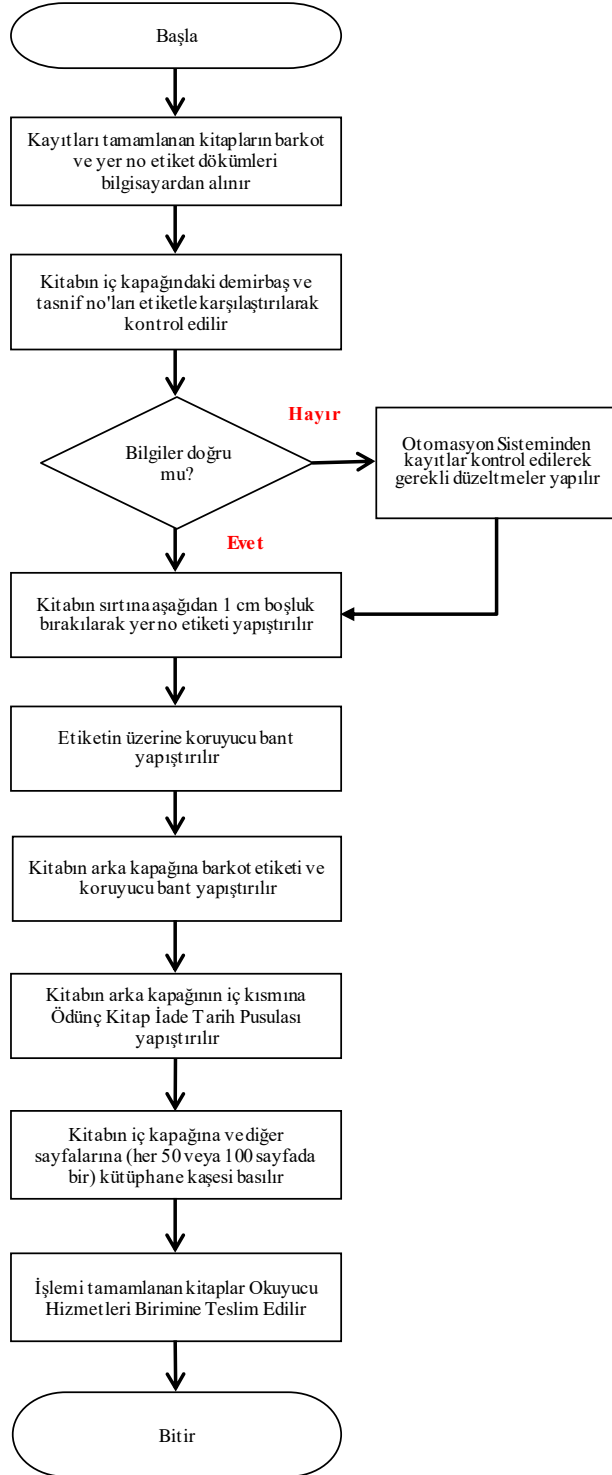 Başla
Kayıtları tamamlanan kitapların barkot
ve yer no etiket dökümleri
bilgisayardan alınır
Kitabın iç kapağındaki demirbaş ve
tasnif no'ları etiketle karşılaştırılarak
kontrol edilir
Hayır
Bilgiler doğru
mu?
Otomasyon Sisteminden
kayıtlar kontrol edilerek
gerekli düzeltmeler yapılır
Evet
Kitabın sırtına aşağıdan 1 cm boşluk
bırakılarak yer no etiketi yapıştırılır
Etiketin üzerine koruyucu bant
yapıştırılır
Kitabın arka kapağına barkot etiketi ve
koruyucu bant yapıştırılır
Kitabın arka kapağının iç kısmına
Ödünç Kitap İade Tarih Pusulası
yapıştırılır
Kitabın iç kapağına ve diğer
sayfalarına (her 50 veya 100 sayfada
bir) kütüphane kaşesi basılır
İşlemi tamamlanan kitaplar Okuyucu
Hizmetleri Birimine Teslim Edilir
Bitir